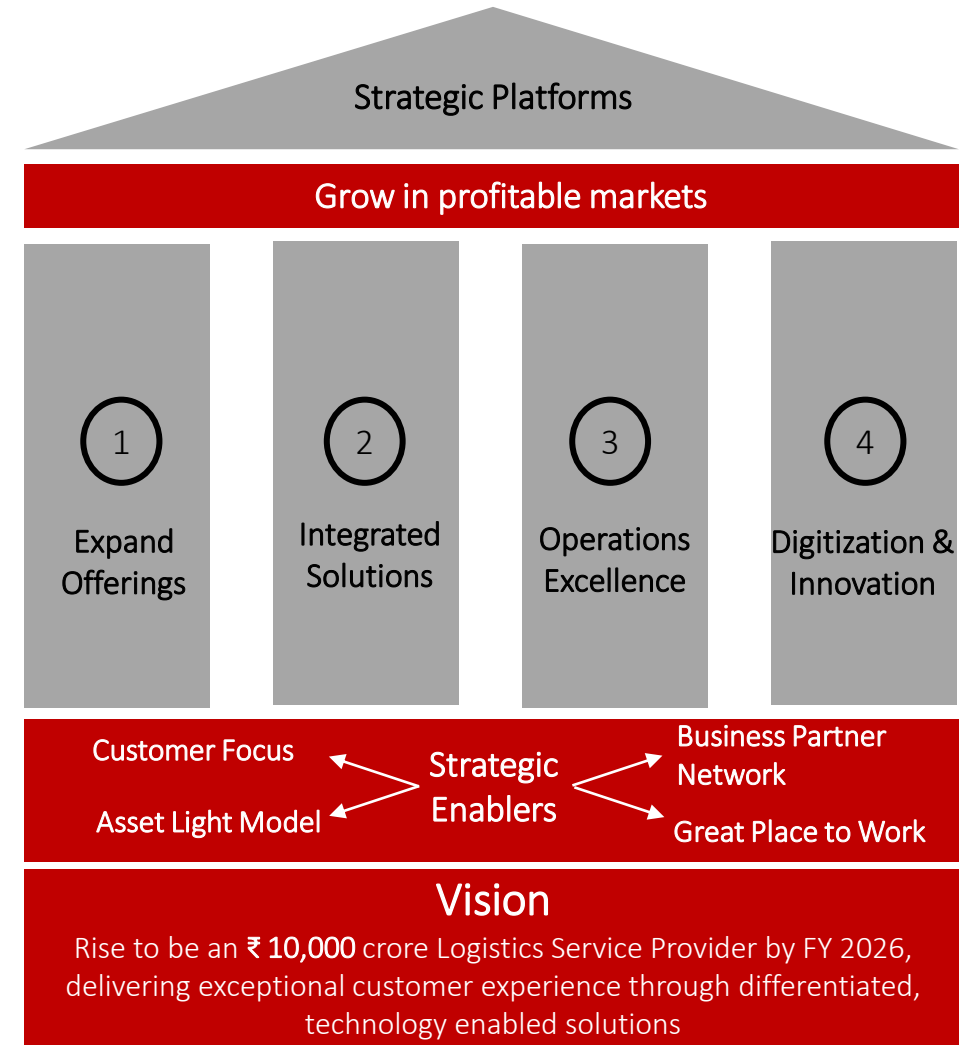 Strategic Platforms
Grow in profitable markets
1
Expand
Offerings
2
Integrated
Solutions
3
Operations
Excellence
4
Digitization &
Innovation
Customer Focus
Asset Light Model
Strategic
Enablers
Business Partner
Network
Great Place to Work
Vision
Rise to be an ₹ 10,000 crore Logistics Service Provider by FY 2026,
delivering exceptional customer experience through differentiated,
technology enabled solutions